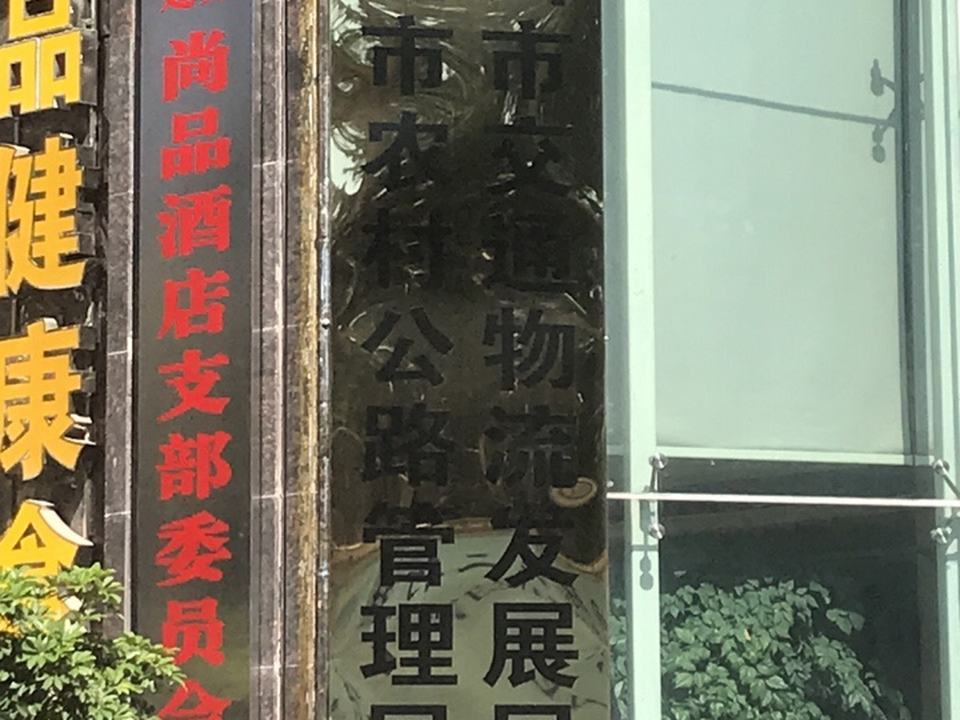 品健康
尚品酒店支部委员会
市农村公路管理
市交通物流发展